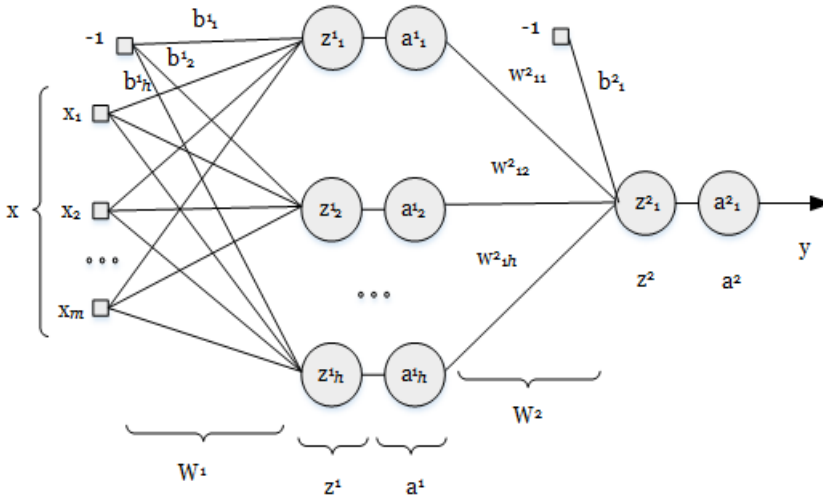 -1
b¹₁
b¹₂
b¹ₕ
x₁
x₂
xₘ
x
z¹₁
a¹₁
z¹₂
a¹₂
z¹ₕ
a¹ₕ
-1
w²₁₁
b²₁
w²₁₂
w²₁ₕ
z²₁
a²₁
y
z²
a²
W¹
z¹
a¹
W²